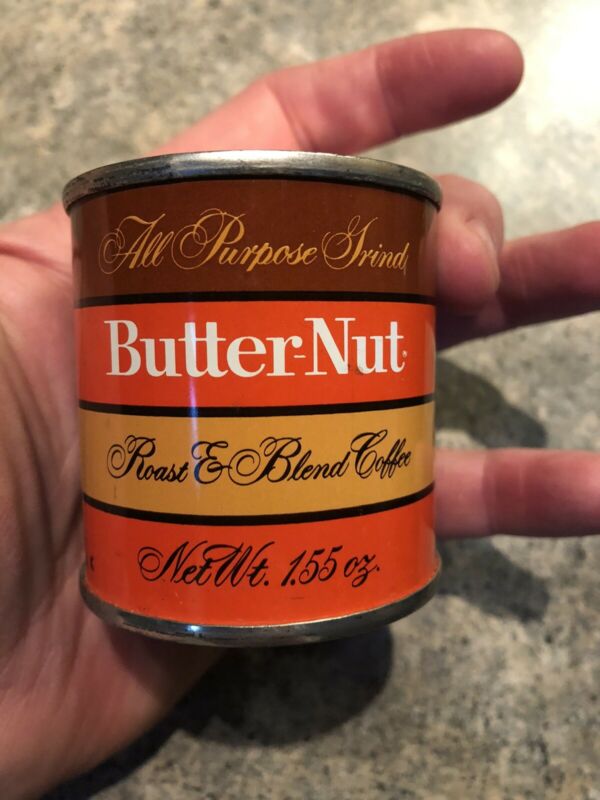 All Purpose Grind
Butter-Nut
Roast & Blend Coffee
Net Wt. 1.55 oz.